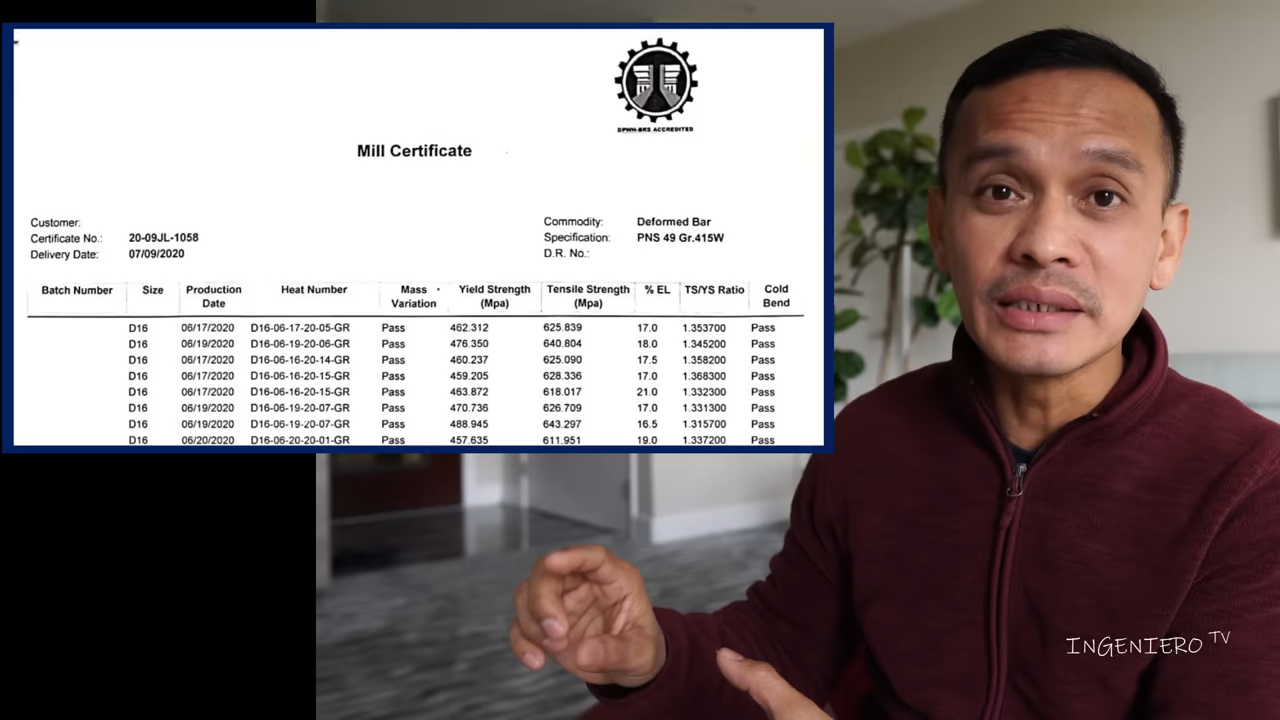 DPWH-BRS ACCREDITED
Mill Certificate
Customer:
Certificate No.: 20-09JL-1058
Delivery Date: 07/09/2020
Commodity: Deformed Bar
Specification: PNS 49 Gr.415W
D.R. No.:
Batch Number Size Production Date Heat Number Mass Variation Yield Strength (Mpa) Tensile Strength (Mpa) % EL TS/YS Ratio Cold Bend
D16 06/17/2020 D16-06-17-20-05-GR Pass 462.312 625.839 17.0 1.353700 Pass
D16 06/19/2020 D16-06-19-20-06-GR Pass 476.350 640.804 18.0 1.345200 Pass
D16 06/17/2020 D16-06-16-20-14-GR Pass 460.237 625.090 17.5 1.358200 Pass
D16 06/17/2020 D16-06-16-20-15-GR Pass 459.205 628.336 17.0 1.368300 Pass
D16 06/17/2020 D16-06-16-20-15-GR Pass 463.872 618.017 21.0 1.332300 Pass
D16 06/19/2020 D16-06-19-20-07-GR Pass 470.736 626.709 17.0 1.331300 Pass
D16 06/19/2020 D16-06-19-20-07-GR Pass 488.945 643.297 16.5 1.315700 Pass
D16 06/20/2020 D16-06-20-20-01-GR Pass 457.635 611.951 19.0 1.337200 Pass
INGENIERO TV